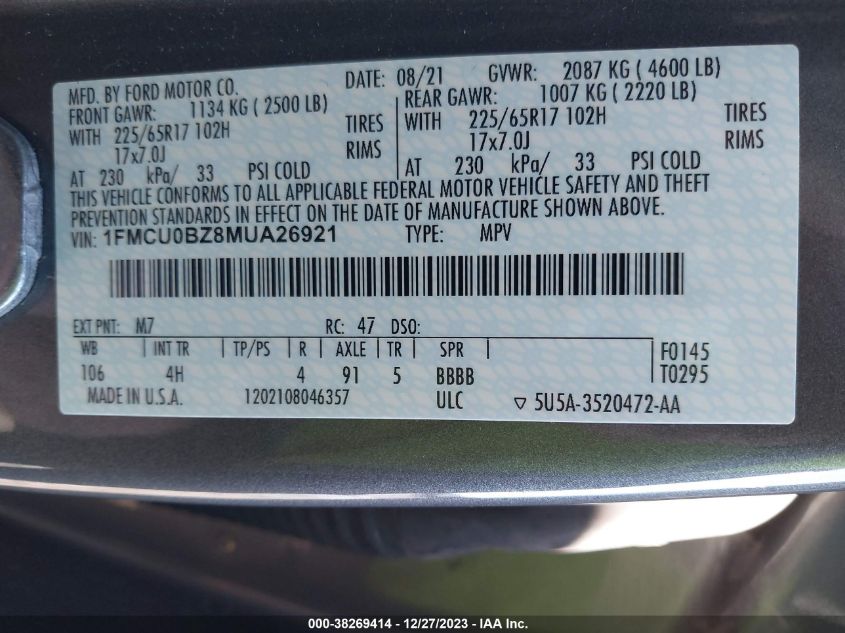 MFD. BY FORD MOTOR CO. DATE: 08/21 GVWR: 2087 KG ( 4600 LB)
FRONT GAWR: 1134 KG ( 2500 LB) REAR GAWR: 1007 KG ( 2220 LB)
WITH 225/65R17 102H TIRES WITH 225/65R17 102H TIRES
17x7.0J RIMS 17x7.0J RIMS
AT 230 kPa/ 33 PSI COLD AT 230 kPa/ 33 PSI COLD
THIS VEHICLE CONFORMS TO ALL APPLICABLE FEDERAL MOTOR VEHICLE SAFETY AND THEFT
PREVENTION STANDARDS IN EFFECT ON THE DATE OF MANUFACTURE SHOWN ABOVE.
VIN: 1FMCU0BZ8MUA26921 TYPE: MPV
EXT PNT: M7 RC: 47 DSO:
WB INT TR TP/PS R AXLE TR SPR F0145
106 4H 4 91 5 BBBB T0295
MADE IN U.S.A. 1202108046357 ULC ▽ 5U5A-3520472-AA
000-38269414 - 12/27/2023 - IAA Inc.